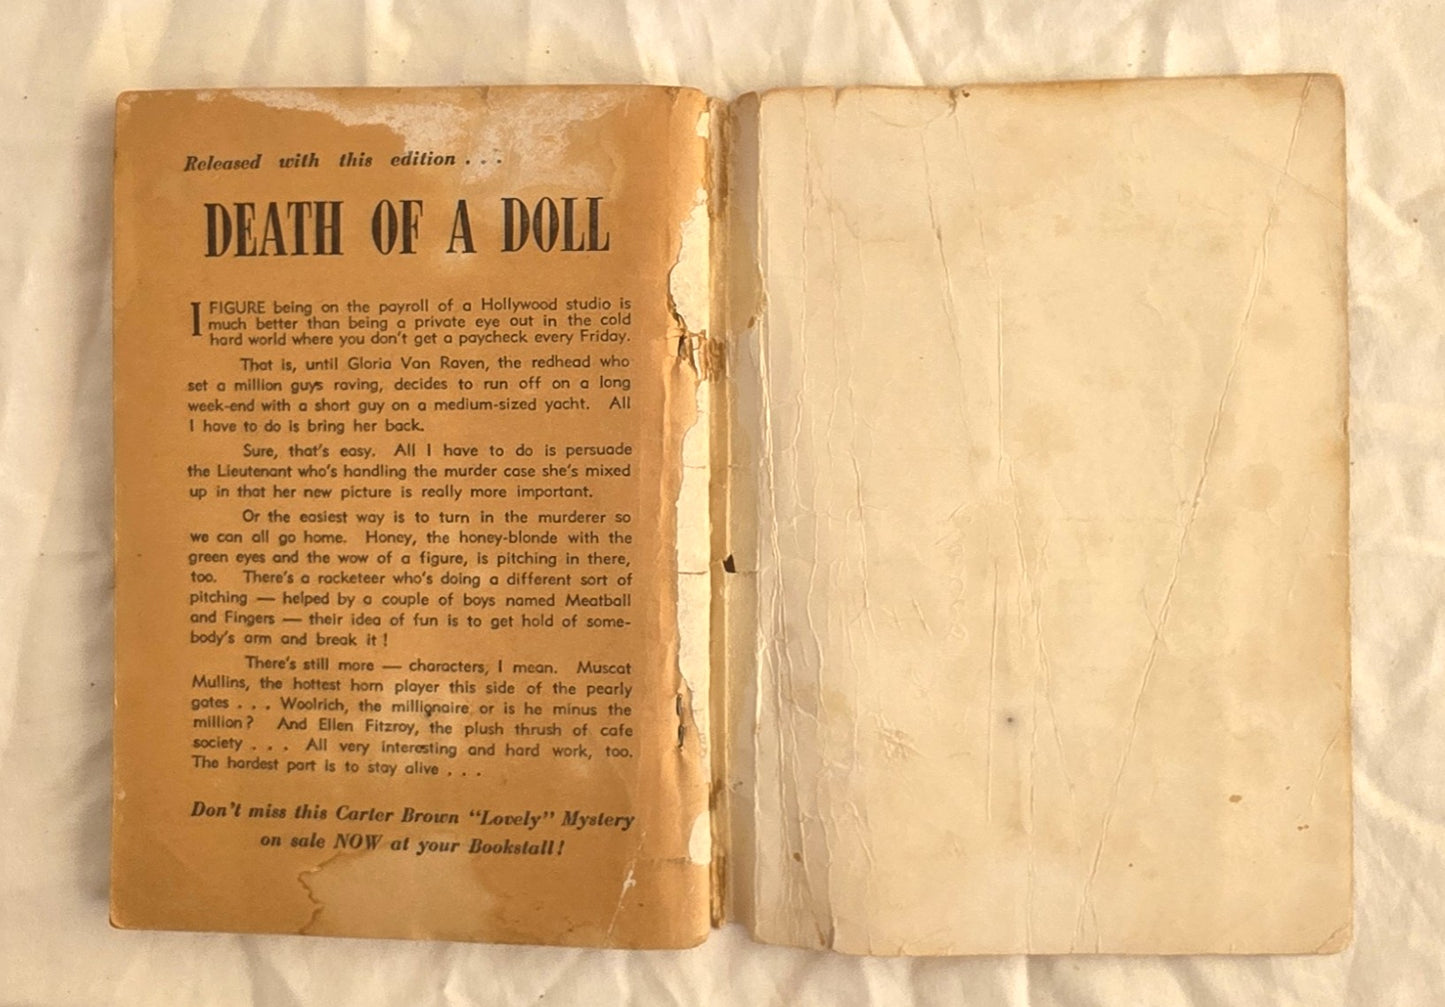 Released with this edition . . .
DEATH OF A DOLL
I FIGURE being on the payroll of a Hollywood studio is
much better than being a private eye out in the cold
hard world where you don't get a paycheck every Friday.
That is, until Gloria Van Raven, the redhead who
set a million guys raving, decides to run off on a long
week-end with a short guy on a medium-sized yacht. All
I have to do is bring her back.
Sure, that's easy. All I have to do is persuade
the Lieutenant who's handling the murder case she's mixed
up in that her new picture is really more important.
Or the easiest way is to turn in the murderer so
we can all go home. Honey, the honey-blonde with the
green eyes and the wow of a figure, is pitching in there,
too. There's a racketeer who's doing a different sort of
pitching — helped by a couple of boys named Meatball
and Fingers — their idea of fun is to get hold of some-
body's arm and break it !
There's still more — characters, I mean. Muscat
Mullins, the hottest horn player this side of the pearly
gates . . . Woolrich, the millionaire or is he minus the
million? And Ellen Fitzroy, the plush thrush of cafe
society . . . All very interesting and hard work, too.
The hardest part is to stay alive . . .
Don't miss this Carter Brown "Lovely" Mystery
on sale NOW at your Bookstall!